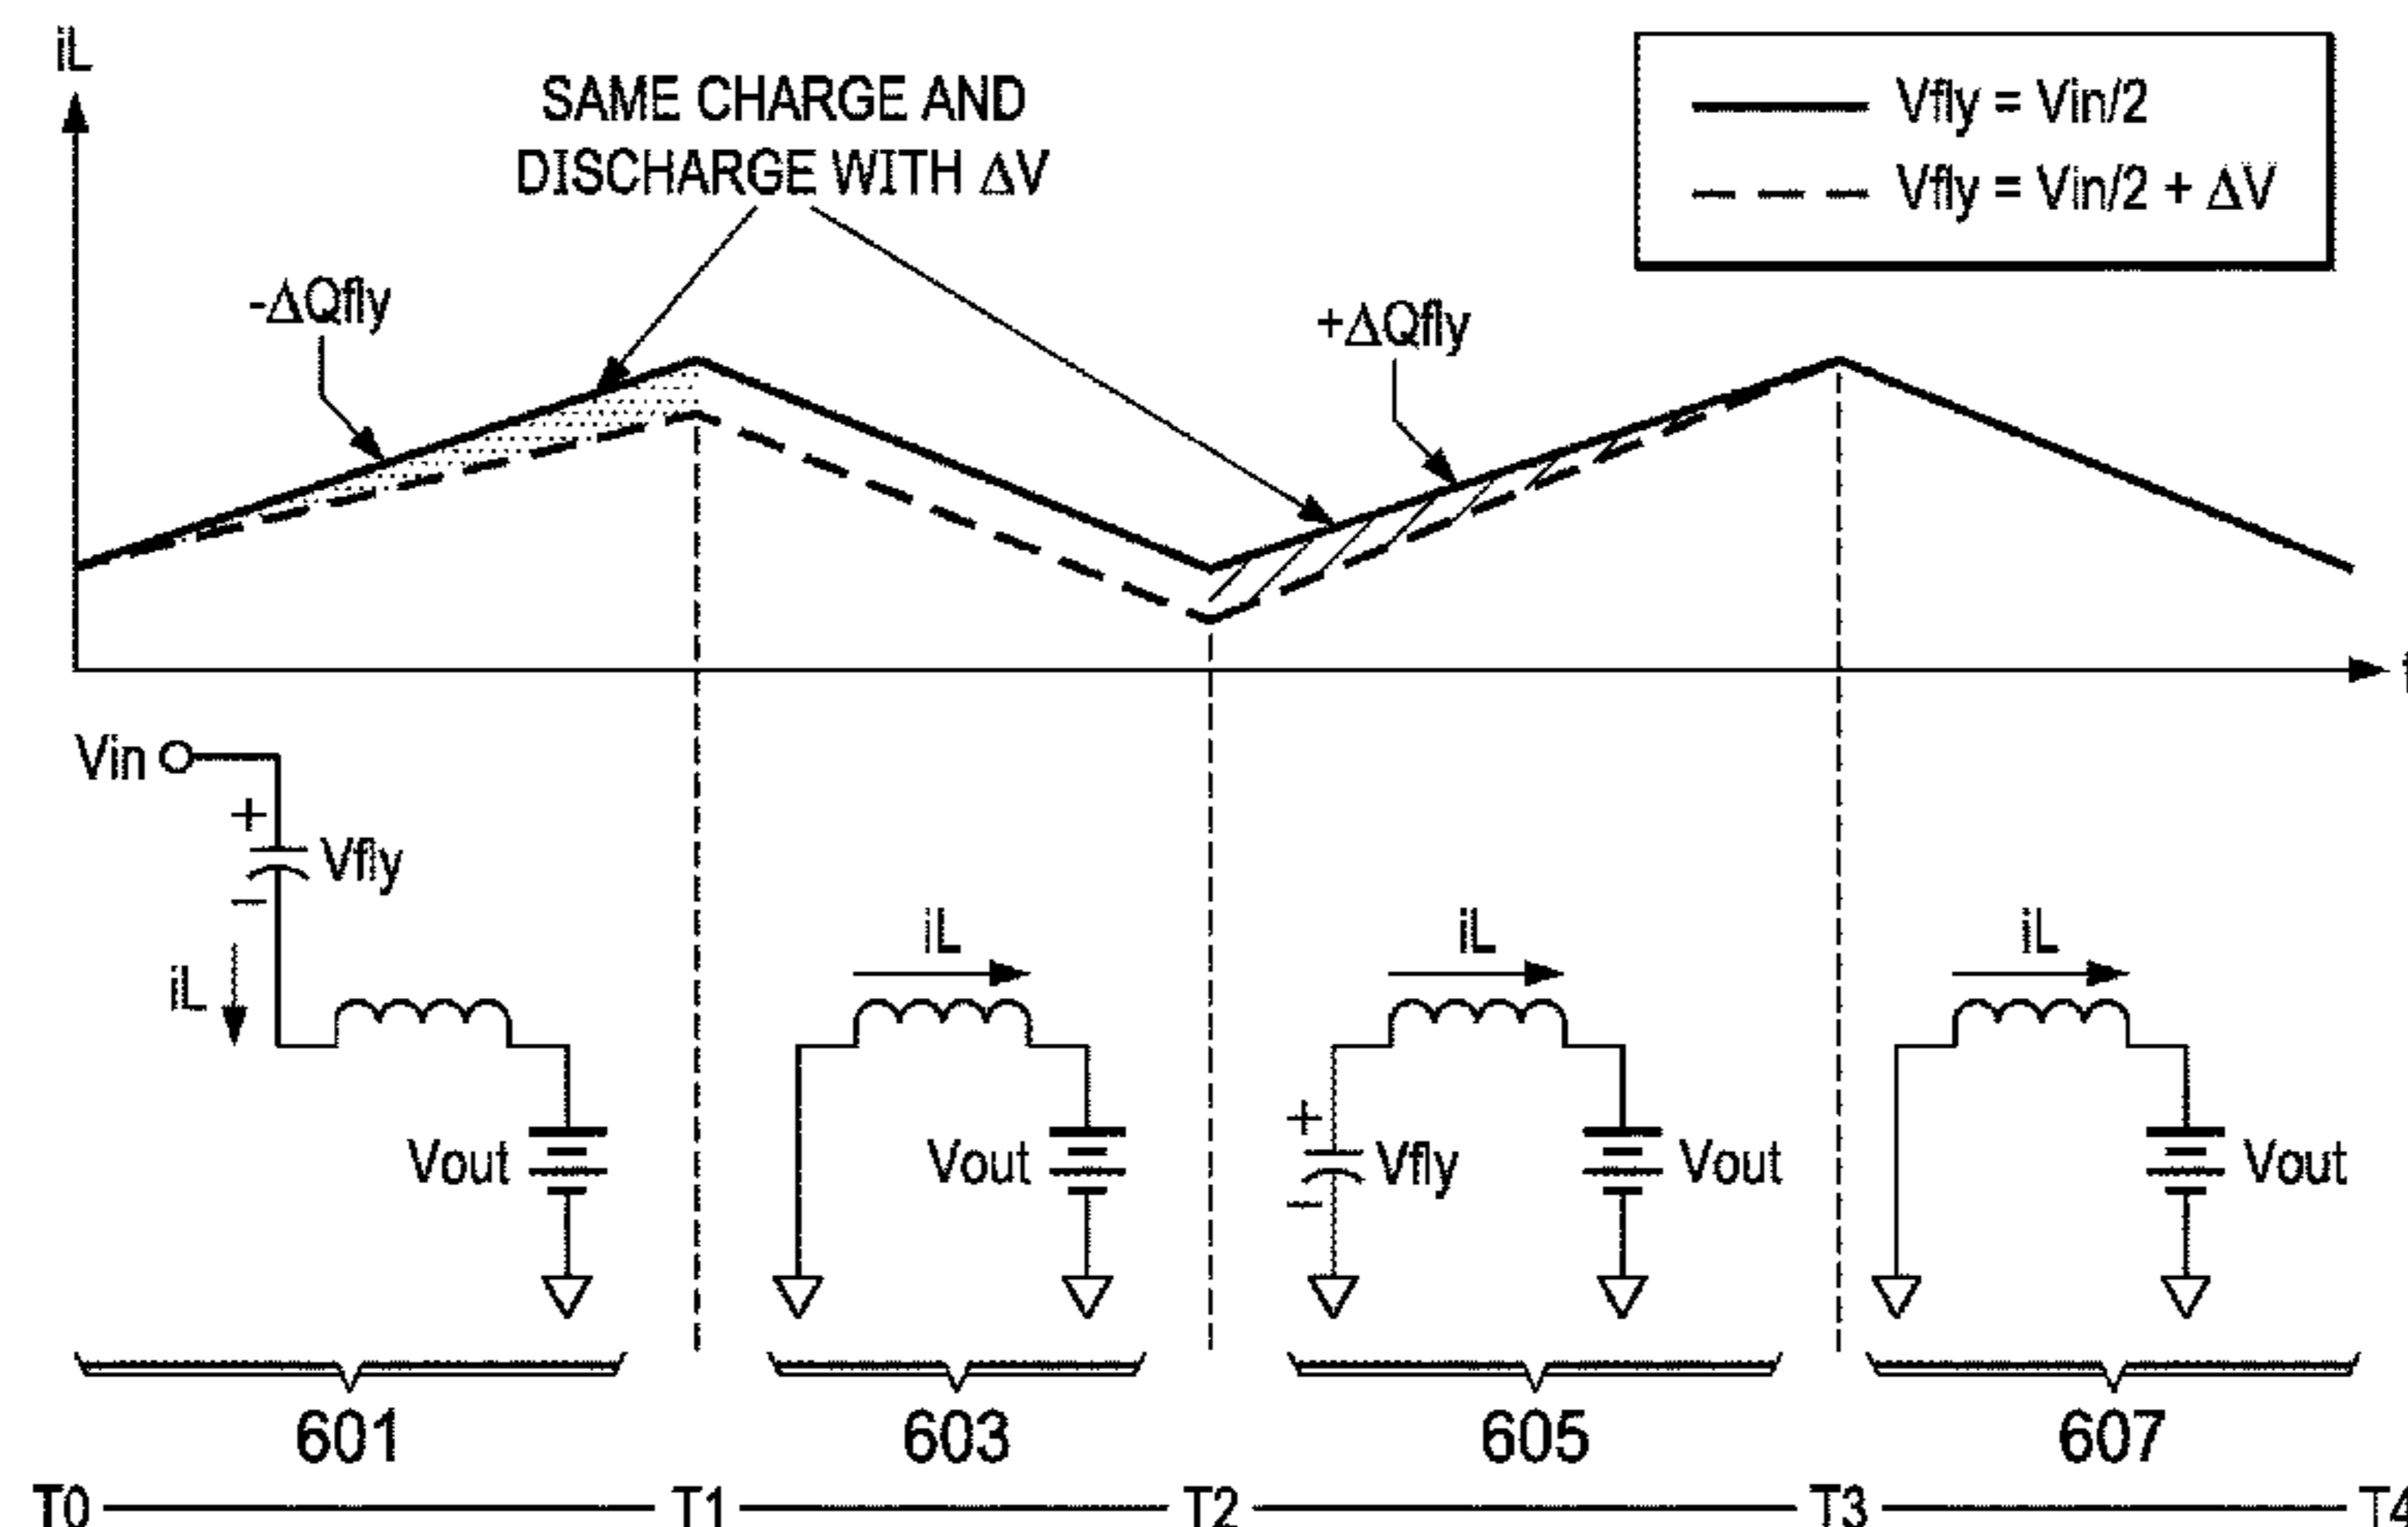 iL
SAME CHARGE AND
DISCHARGE WITH ΔV
Vfly = Vin/2
Vfly = Vin/2 + ΔV
-ΔQfly
+ΔQfly
t
Vin
+
Vfly
−
iL
Vout
iL
Vout
iL
+
Vfly
−
Vout
iL
Vout
601
603
605
607
T0
T1
T2
T3
T4